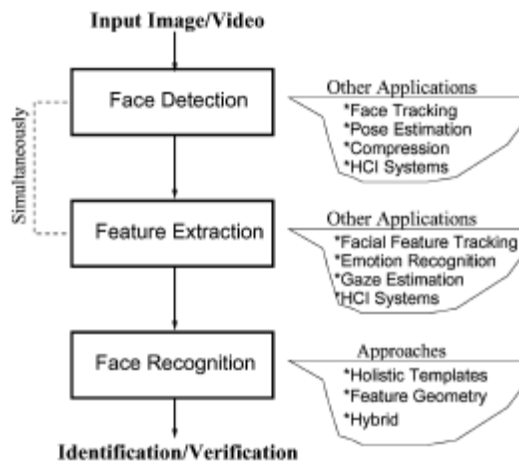 Input Image/Video
Face Detection
Other Applications
*Face Tracking
*Pose Estimation
*Compression
*HCI Systems
Simultaneously
Feature Extraction
Other Applications
*Facial Feature Tracking
*Emotion Recognition
*Gaze Estimation
*HCI Systems
Face Recognition
Approaches
*Holistic Templates
*Feature Geometry
*Hybrid
Identification/Verification